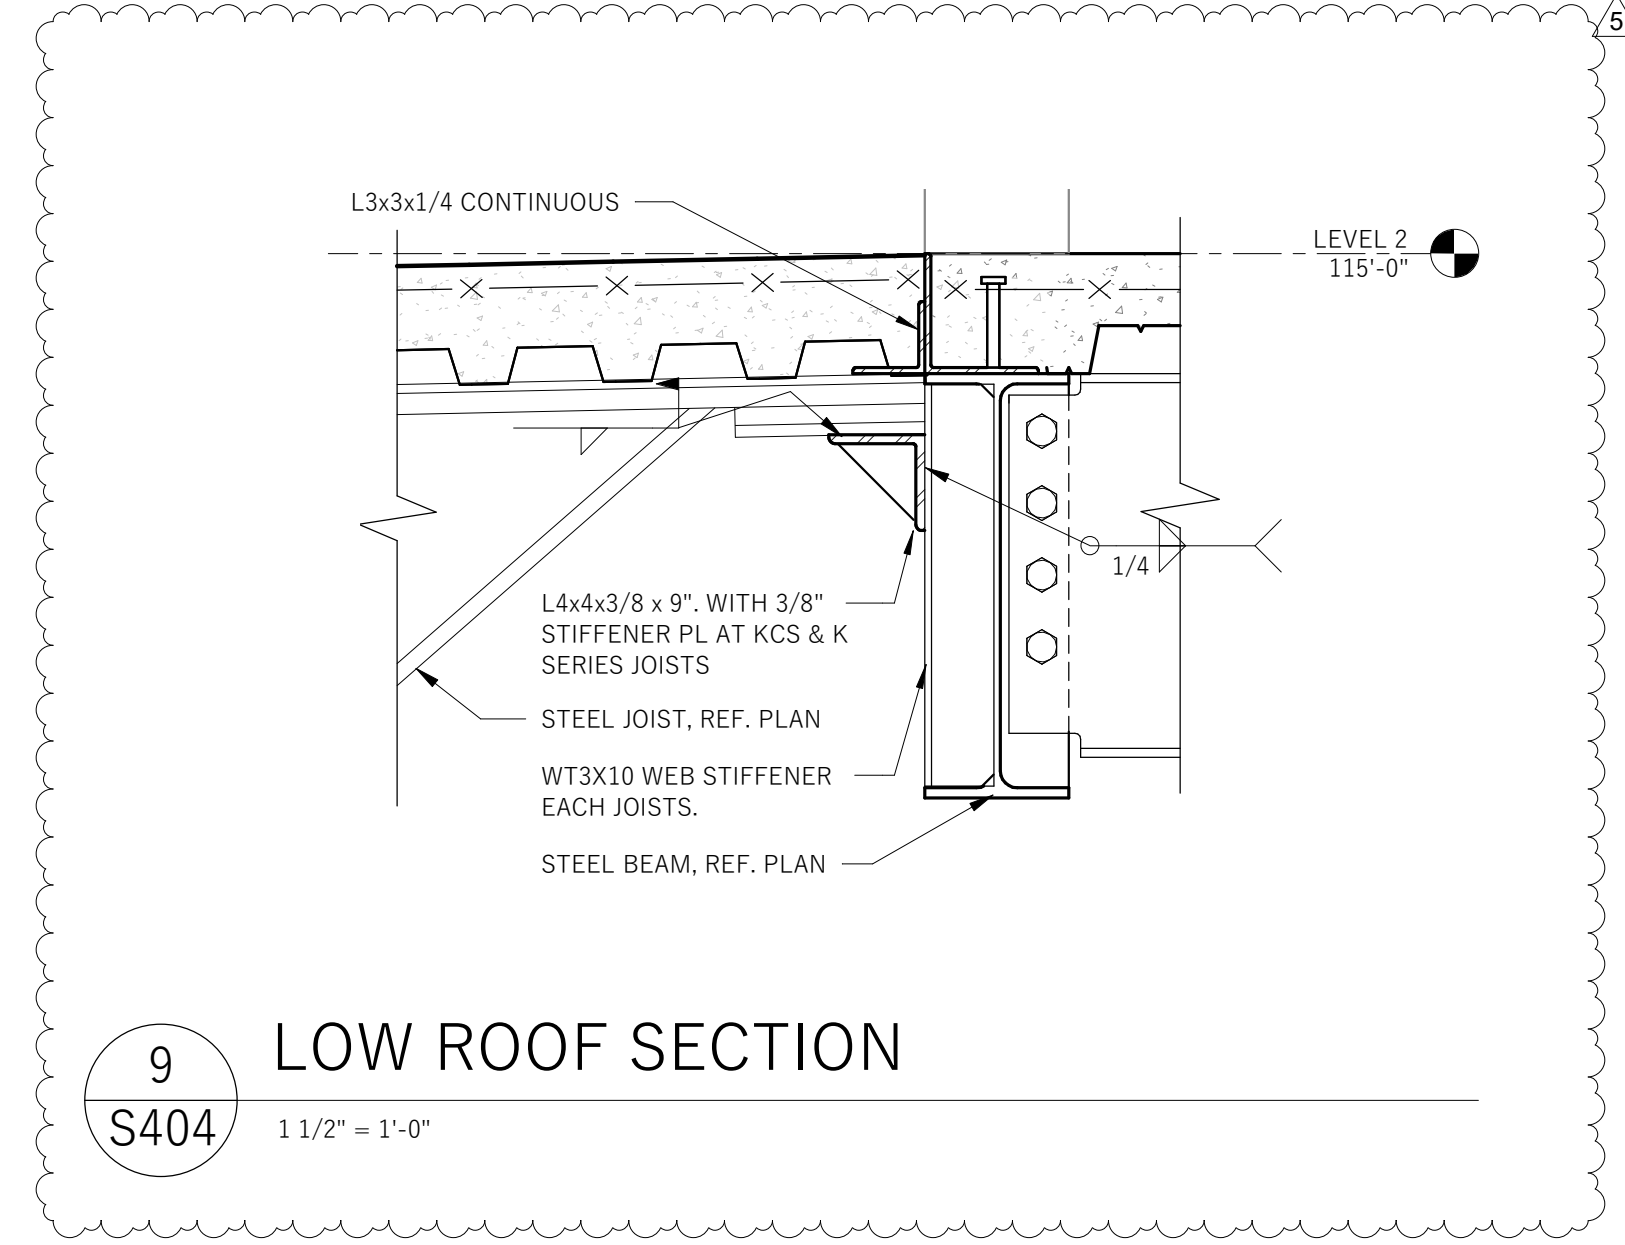 5
L3x3x1/4 CONTINUOUS
LEVEL 2
115'-0"
1/4
L4x4x3/8 x 9". WITH 3/8"
STIFFENER PL AT KCS & K
SERIES JOISTS
STEEL JOIST, REF. PLAN
WT3X10 WEB STIFFENER
EACH JOISTS.
STEEL BEAM, REF. PLAN
9
S404
LOW ROOF SECTION
1 1/2" = 1'-0"